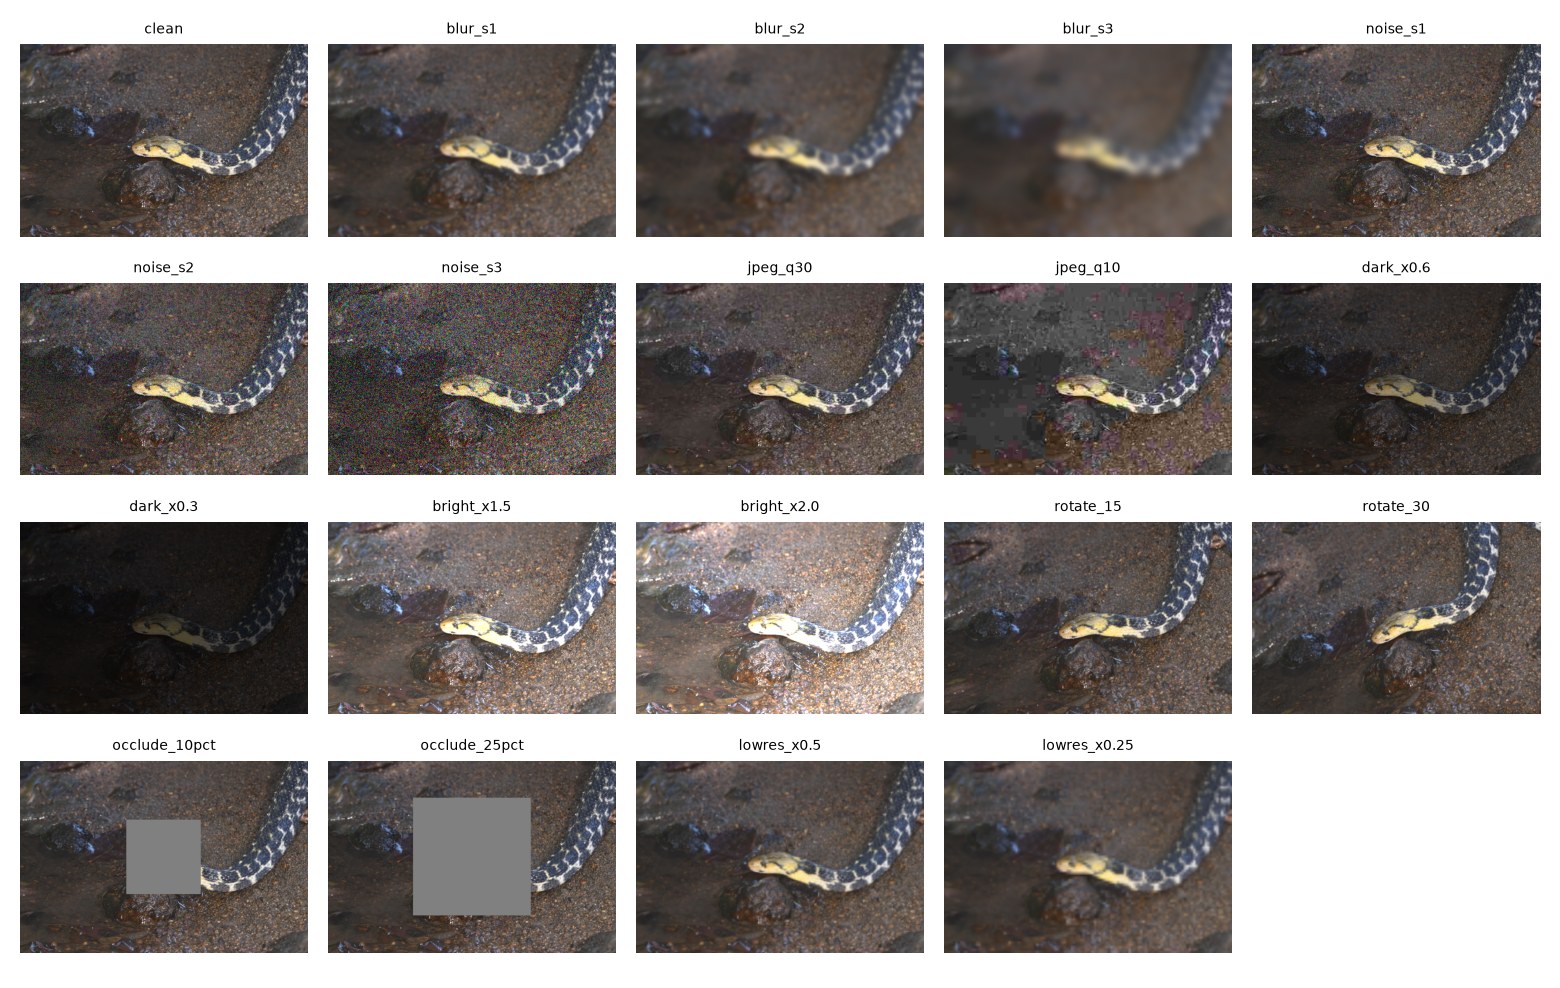 clean
blur_s1
blur_s2
blur_s3
noise_s1
noise_s2
noise_s3
jpeg_q30
jpeg_q10
dark_x0.6
dark_x0.3
bright_x1.5
bright_x2.0
rotate_15
rotate_30
occlude_10pct
occlude_25pct
lowres_x0.5
lowres_x0.25